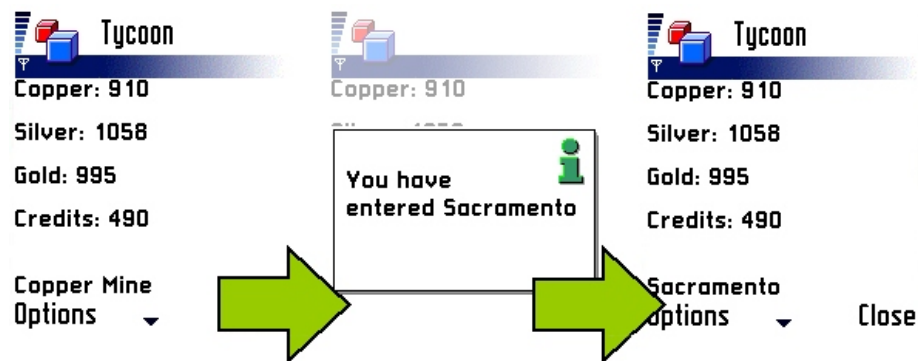 Tycoon
Copper: 910
Silver: 1058
Gold: 995
Credits: 490
Copper Mine
Options
Copper: 910
You have
entered Sacramento
Tycoon
Copper: 910
Silver: 1058
Gold: 995
Credits: 490
Sacramento
Options
Close